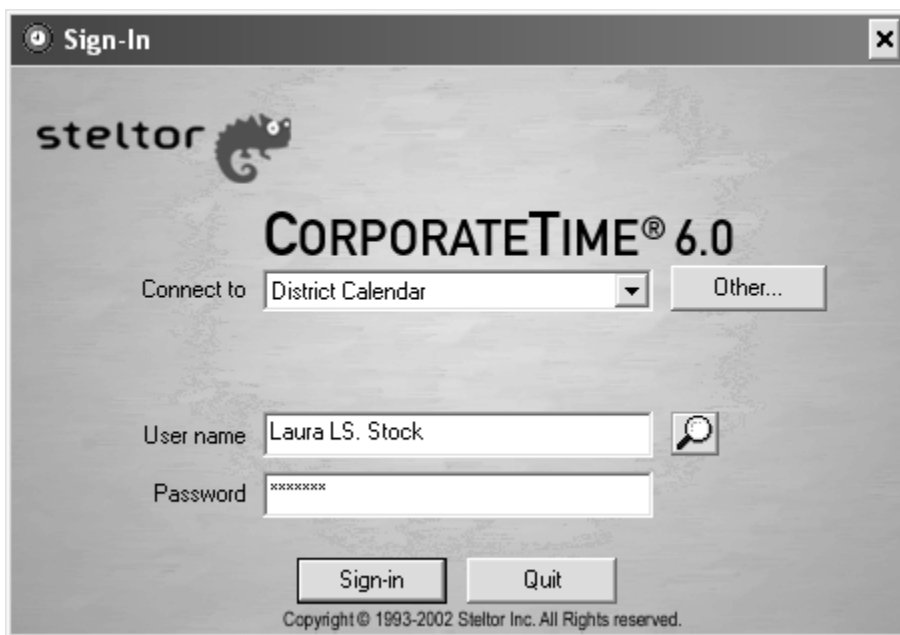 Sign-In
steltor
CORPORATETIME® 6.0
Connect to District Calendar Other...
User name Laura LS. Stock
Password *******
Sign-in Quit
Copyright © 1993-2002 Steltor Inc. All Rights reserved.